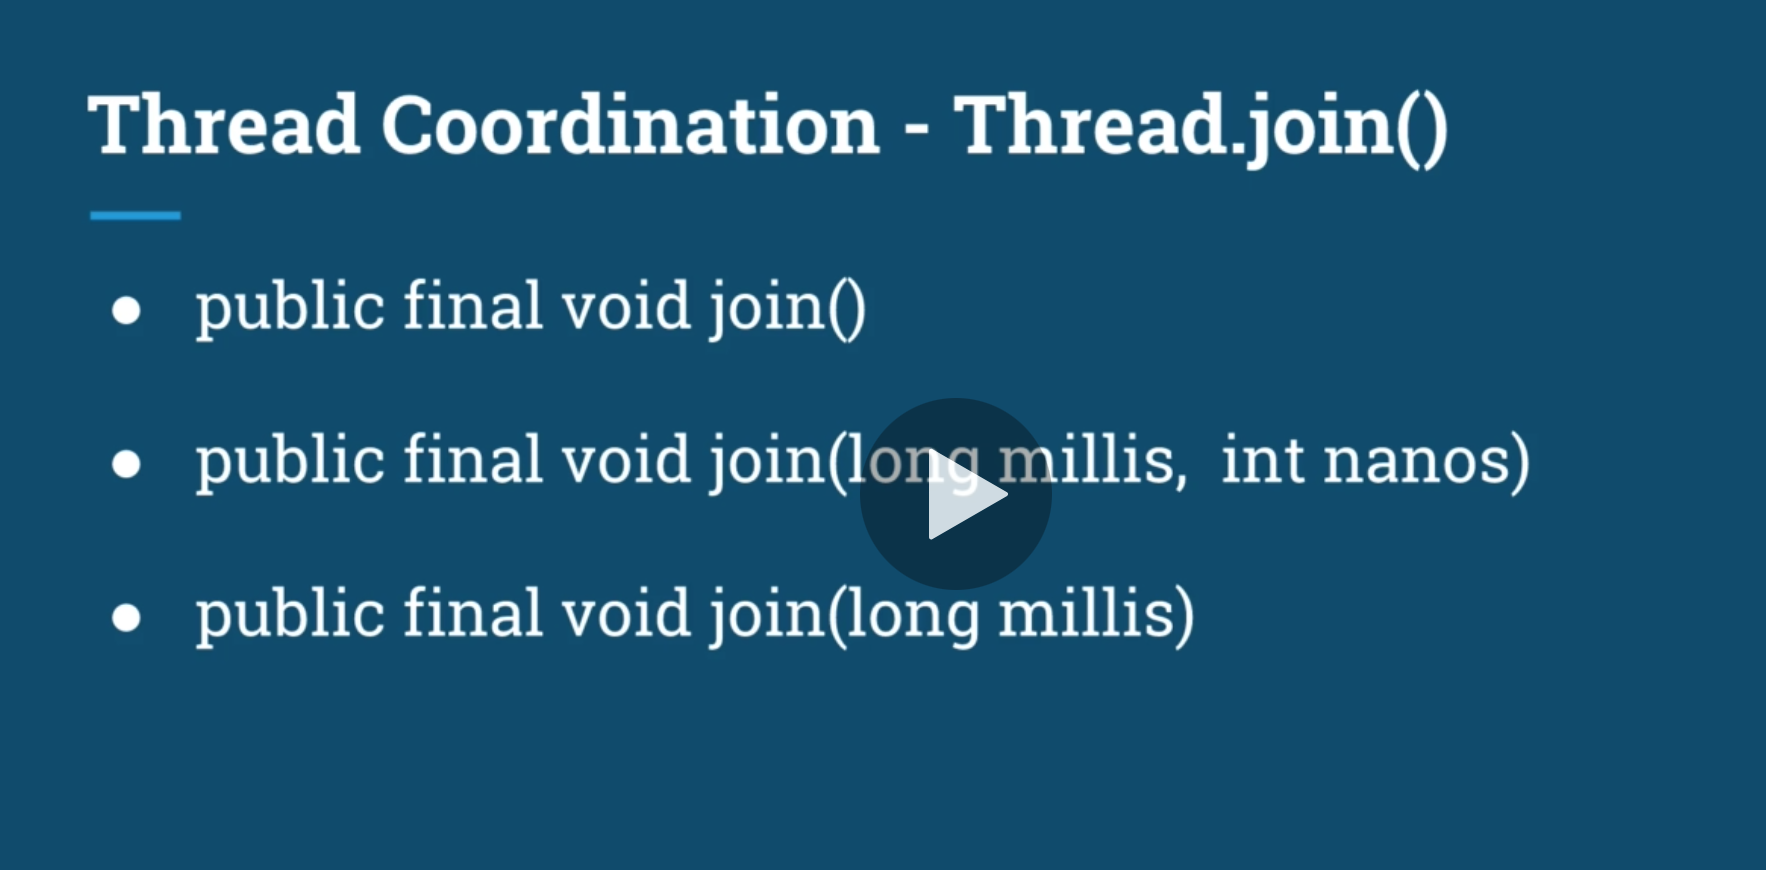 Thread Coordination - Thread.join()
● public final void join()
● public final void join(long millis, int nanos)
● public final void join(long millis)